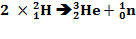 2 × ²₁H → ³₂He + ¹₀n